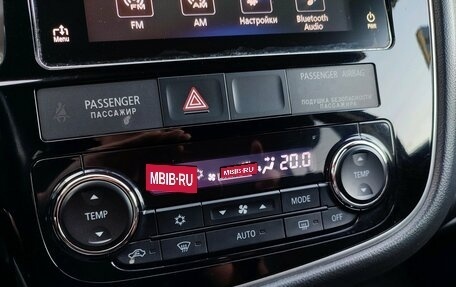 Menu
FM
AM
Настройки
Bluetooth
Audio
PWR
PASSENGER
ПАССАЖИР
PASSENGER AIRBAG
ПОДУШКА БЕЗОПАСНОСТИ
ПАССАЖИР
MBIB-RU
MBIB-RU
20.0
TEMP
MODE
TEMP
AUTO
OFF